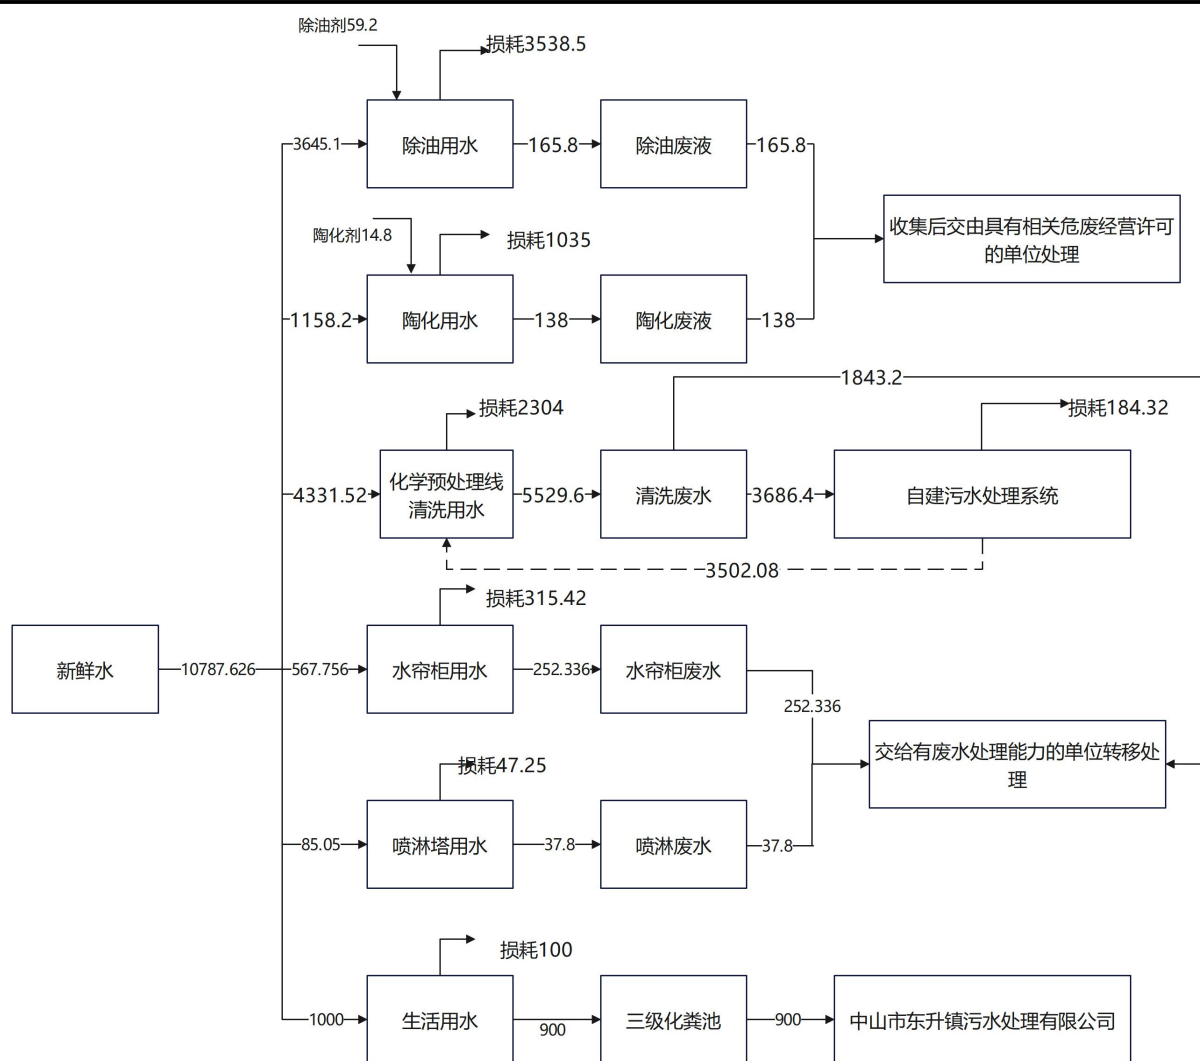 除油剂59.2
损耗3538.5
3645.1
除油用水
165.8
除油废液
165.8
收集后交由具有相关危废经营许可
的单位处理
陶化剂14.8
损耗1035
1158.2
陶化用水
138
陶化废液
138
1843.2
损耗2304
损耗184.32
4331.52
化学预处理线
清洗用水
5529.6
清洗废水
3686.4
自建污水处理系统
3502.08
损耗315.42
新鲜水
10787.626
567.756
水帘柜用水
252.336
水帘柜废水
252.336
交给有废水处理能力的单位转移处
理
损耗47.25
85.05
喷淋塔用水
37.8
喷淋废水
37.8
损耗100
1000
生活用水
900
三级化粪池
900
中山市东升镇污水处理有限公司